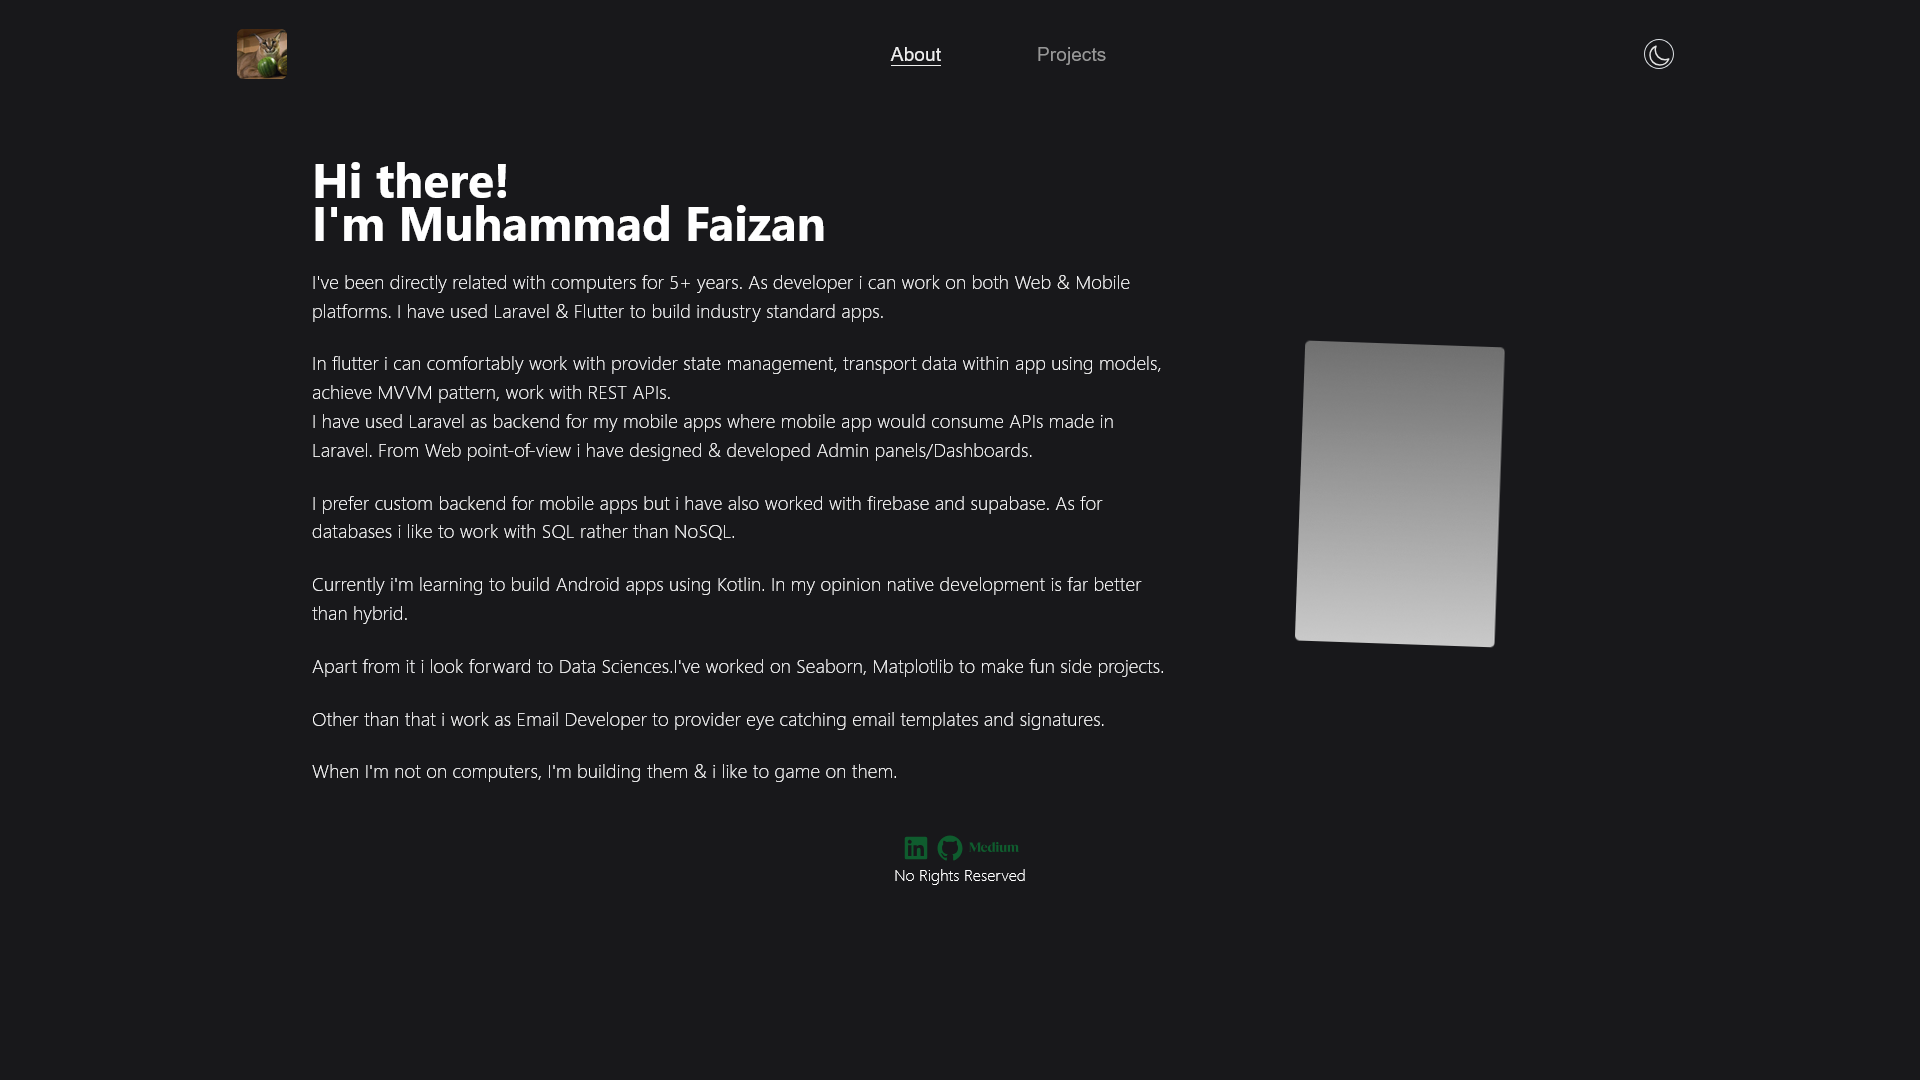 About
Projects
Hi there!
I'm Muhammad Faizan
I've been directly related with computers for 5+ years. As developer i can work on both Web & Mobile
platforms. I have used Laravel & Flutter to build industry standard apps.
In flutter i can comfortably work with provider state management, transport data within app using models,
achieve MVVM pattern, work with REST APIs.
I have used Laravel as backend for my mobile apps where mobile app would consume APIs made in
Laravel. From Web point-of-view i have designed & developed Admin panels/Dashboards.
I prefer custom backend for mobile apps but i have also worked with firebase and supabase. As for
databases i like to work with SQL rather than NoSQL.
Currently i'm learning to build Android apps using Kotlin. In my opinion native development is far better
than hybrid.
Apart from it i look forward to Data Sciences.I've worked on Seaborn, Matplotlib to make fun side projects.
Other than that i work as Email Developer to provider eye catching email templates and signatures.
When I'm not on computers, I'm building them & i like to game on them.
in
Medium
No Rights Reserved